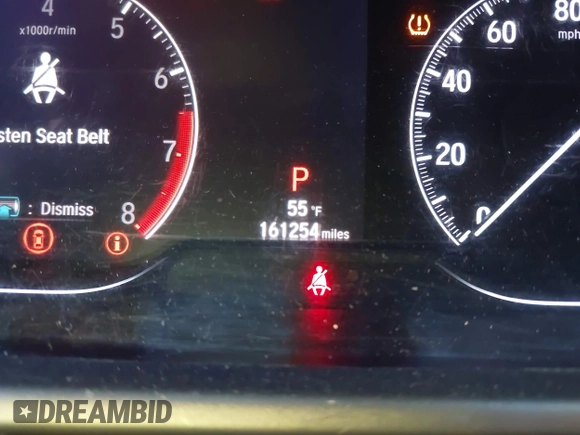 4
x1000r/min
5
6
7
8
sten Seat Belt
: Dismiss
i
P
55 °F
161254 miles
(!)
80
mph
60
40
20
0
DREAMBID